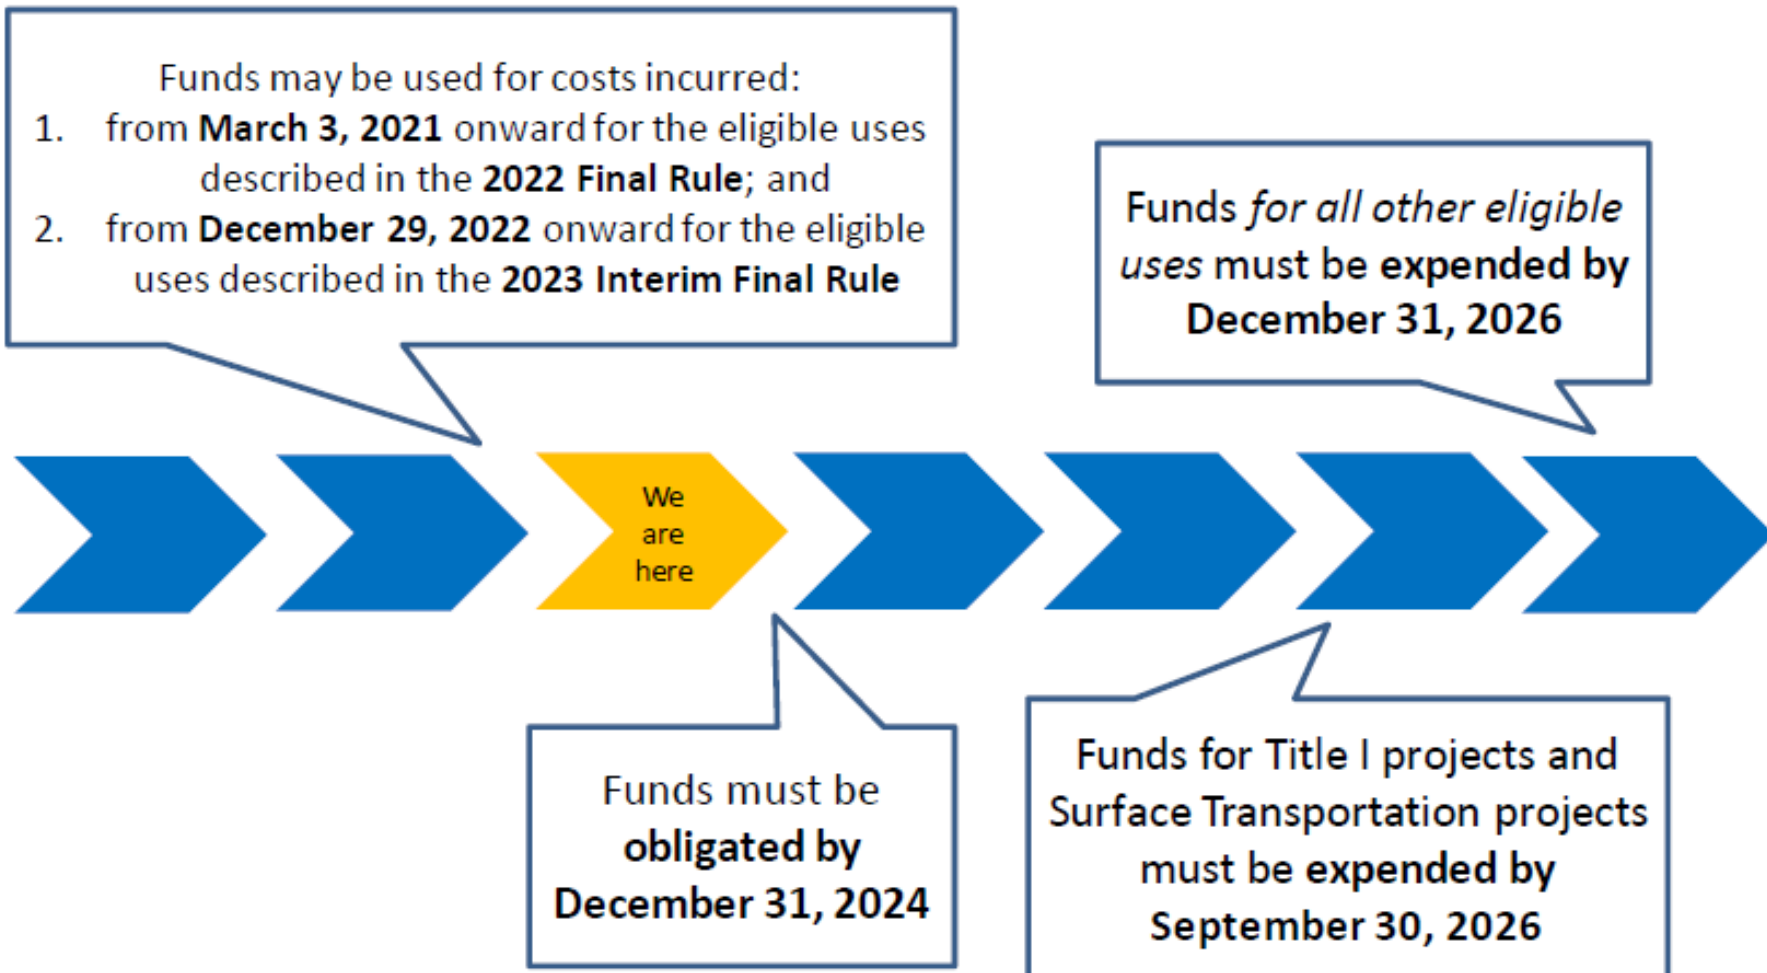 Funds may be used for costs incurred:
1. from March 3, 2021 onward for the eligible uses
described in the 2022 Final Rule; and
2. from December 29, 2022 onward for the eligible
uses described in the 2023 Interim Final Rule
Funds for all other eligible
uses must be expended by
December 31, 2026
We
are
here
Funds must be
obligated by
December 31, 2024
Funds for Title I projects and
Surface Transportation projects
must be expended by
September 30, 2026